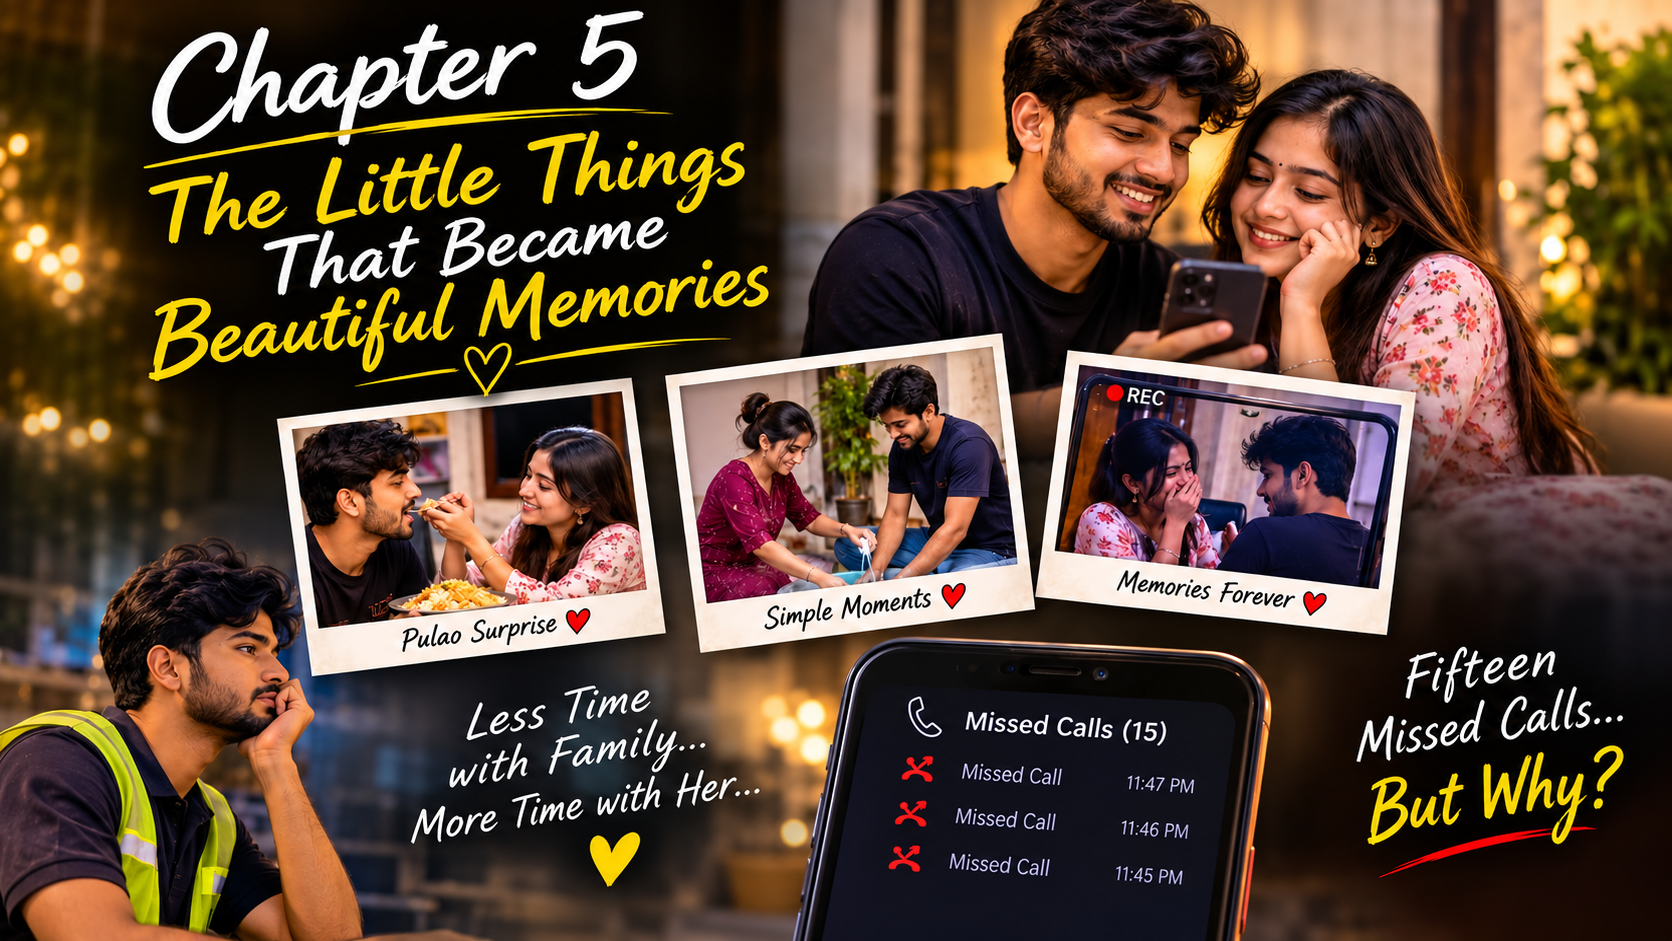 Chapter 5
The Little Things
That Became
Beautiful Memories
REC
Pulao Surprise
Simple Moments
Memories Forever
Less Time
with Family...
More Time with Her...
Missed Calls (15)
Missed Call 11:47 PM
Missed Call 11:46 PM
Missed Call 11:45 PM
Fifteen
Missed Calls...
But Why?